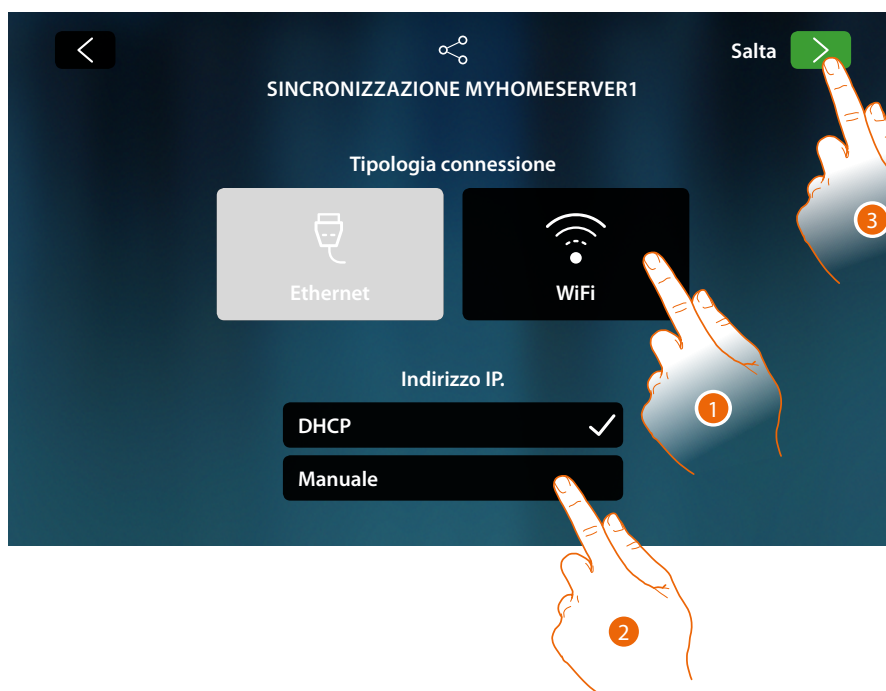 Salta
SINCRONIZZAZIONE MYHOMESERVER1
Tipologia connessione
Ethernet
WiFi
Indirizzo IP.
DHCP
Manuale
1
2
3